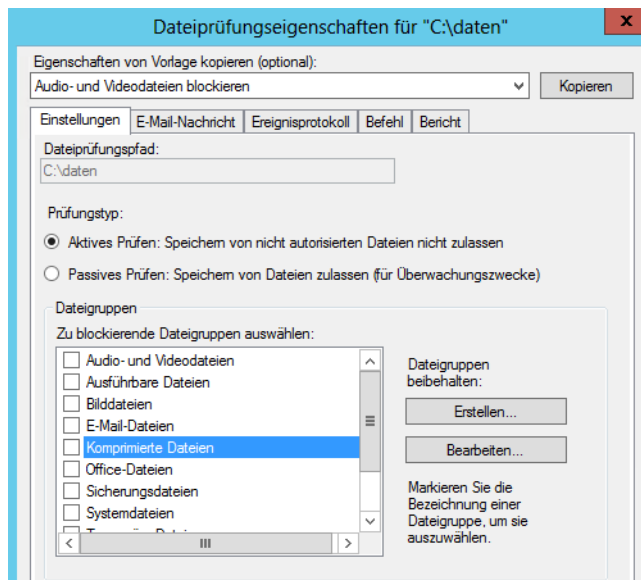 Dateiprüfungseigenschaften für "C:\daten"
x
Eigenschaften von Vorlage kopieren (optional):
Audio- und Videodateien blockieren
Kopieren
Einstellungen E-Mail-Nachricht Ereignisprotokoll Befehl Bericht
Dateiprüfungspfad:
C:\daten
Prüfungstyp:
Aktives Prüfen: Speichern von nicht autorisierten Dateien nicht zulassen
Passives Prüfen: Speichern von Dateien zulassen (für Überwachungszwecke)
Dateigruppen
Zu blockierende Dateigruppen auswählen:
Audio- und Videodateien
Ausführbare Dateien
Bilddateien
E-Mail-Dateien
Komprimierte Dateien
Office-Dateien
Sicherungsdateien
Systemdateien
Dateigruppen
beibehalten:
Erstellen...
Bearbeiten...
Markieren Sie die
Bezeichnung einer
Dateigruppe, um sie
auszuwählen.